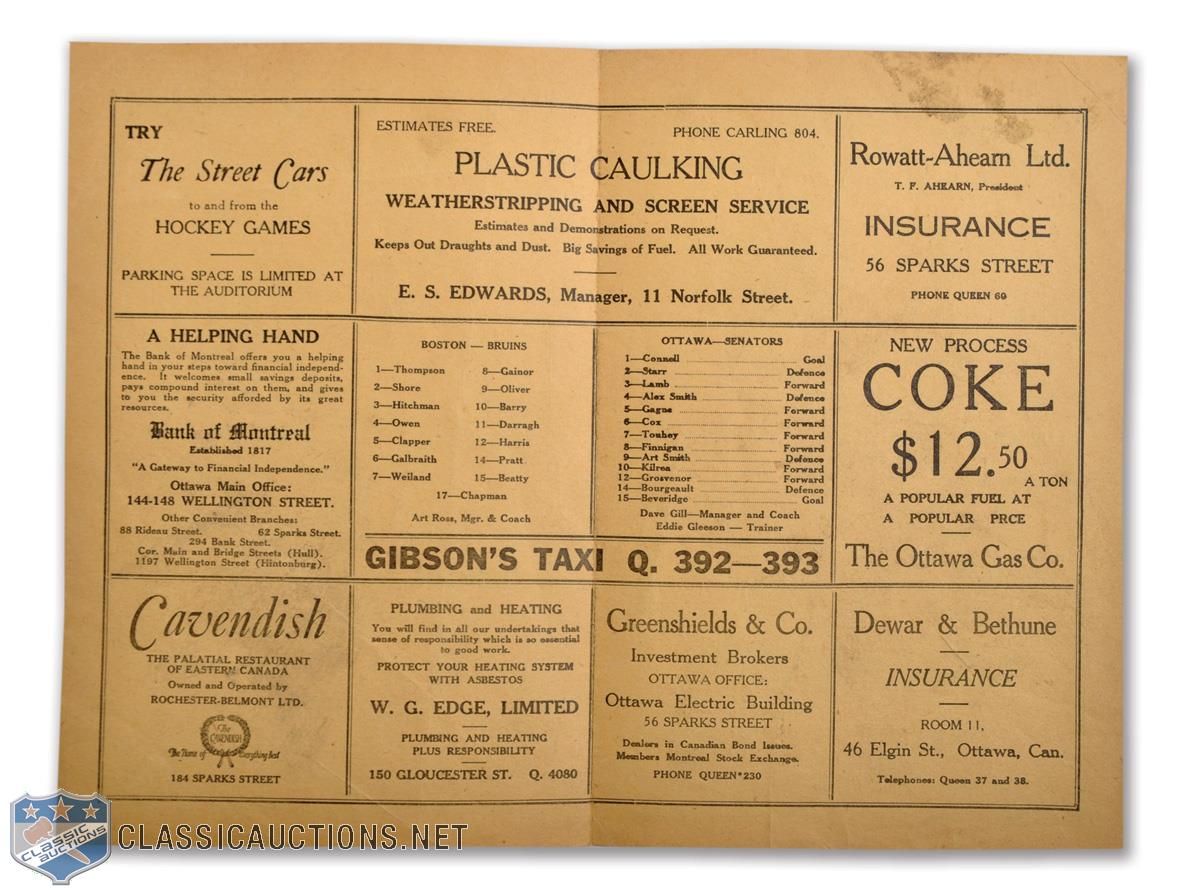 TRY
The Street Cars
to and from the
HOCKEY GAMES
PARKING SPACE IS LIMITED AT
THE AUDITORIUM
ESTIMATES FREE.
PHONE CARLING 804.
PLASTIC CAULKING
WEATHERSTRIPPING AND SCREEN SERVICE
Estimates and Demonstrations on Request.
Keeps Out Draughts and Dust. Big Savings of Fuel. All Work Guaranteed.
E. S. EDWARDS, Manager, 11 Norfolk Street.
Rowatt-Ahearn Ltd.
T. F. AHEARN, President
INSURANCE
56 SPARKS STREET
PHONE QUEEN 60
A HELPING HAND
The Bank of Montreal offers you a helping
hand in your steps toward financial independ-
ence. It welcomes small savings deposits,
pays compound interest on them, and gives
to you the security afforded by its great
resources.
Bank of Montreal
Established 1817
"A Gateway to Financial Independence."
Ottawa Main Office:
144-148 WELLINGTON STREET.
Other Convenient Branches:
88 Rideau Street. 62 Sparks Street.
294 Bank Street.
Cor. Main and Bridge Streets (Hull).
1197 Wellington Street (Hintonburg).
BOSTON — BRUINS
1—Thompson 8—Gainor
2—Shore 9—Oliver
3—Hitchman 10—Barry
4—Owen 11—Darragh
5—Clapper 12—Harris
6—Galbraith 14—Pratt
7—Weiland 15—Beatty
17—Chapman
Art Ross, Mgr. & Coach
OTTAWA—SENATORS
1—Connell Goal
2—Starr Defence
3—Lamb Forward
4—Alex Smith Defence
5—Gagne Forward
6—Cox Forward
7—Touhey Forward
8—Finnigan Forward
9—Art Smith Defence
10—Kilrea Forward
12—Grosvenor Forward
14—Bourgeault Defence
15—Beveridge Goal
Dave Gill—Manager and Coach
Eddie Gleeson — Trainer
GIBSON'S TAXI Q. 392—393
NEW PROCESS
COKE
$12.50
A TON
A POPULAR FUEL AT
A POPULAR PRCE
The Ottawa Gas Co.
Cavendish
THE PALATIAL RESTAURANT
OF EASTERN CANADA
Owned and Operated by
ROCHESTER-BELMONT LTD.
The
CAVENDISH
The Home of Everything Best
184 SPARKS STREET
PLUMBING and HEATING
You will find in all our undertakings that
sense of responsibility which is so essential
to good work.
PROTECT YOUR HEATING SYSTEM
WITH ASBESTOS
W. G. EDGE, LIMITED
PLUMBING AND HEATING
PLUS RESPONSIBILITY
150 GLOUCESTER ST. Q. 4080
Greenshields & Co.
Investment Brokers
OTTAWA OFFICE:
Ottawa Electric Building
56 SPARKS STREET
Dealers in Canadian Bond Issues.
Members Montreal Stock Exchange.
PHONE QUEEN 230
Dewar & Bethune
INSURANCE
ROOM 11,
46 Elgin St., Ottawa, Can.
Telephones: Queen 37 and 38.
CLASSIC
AUCTIONS
CLASSICAUCTIONS.NET